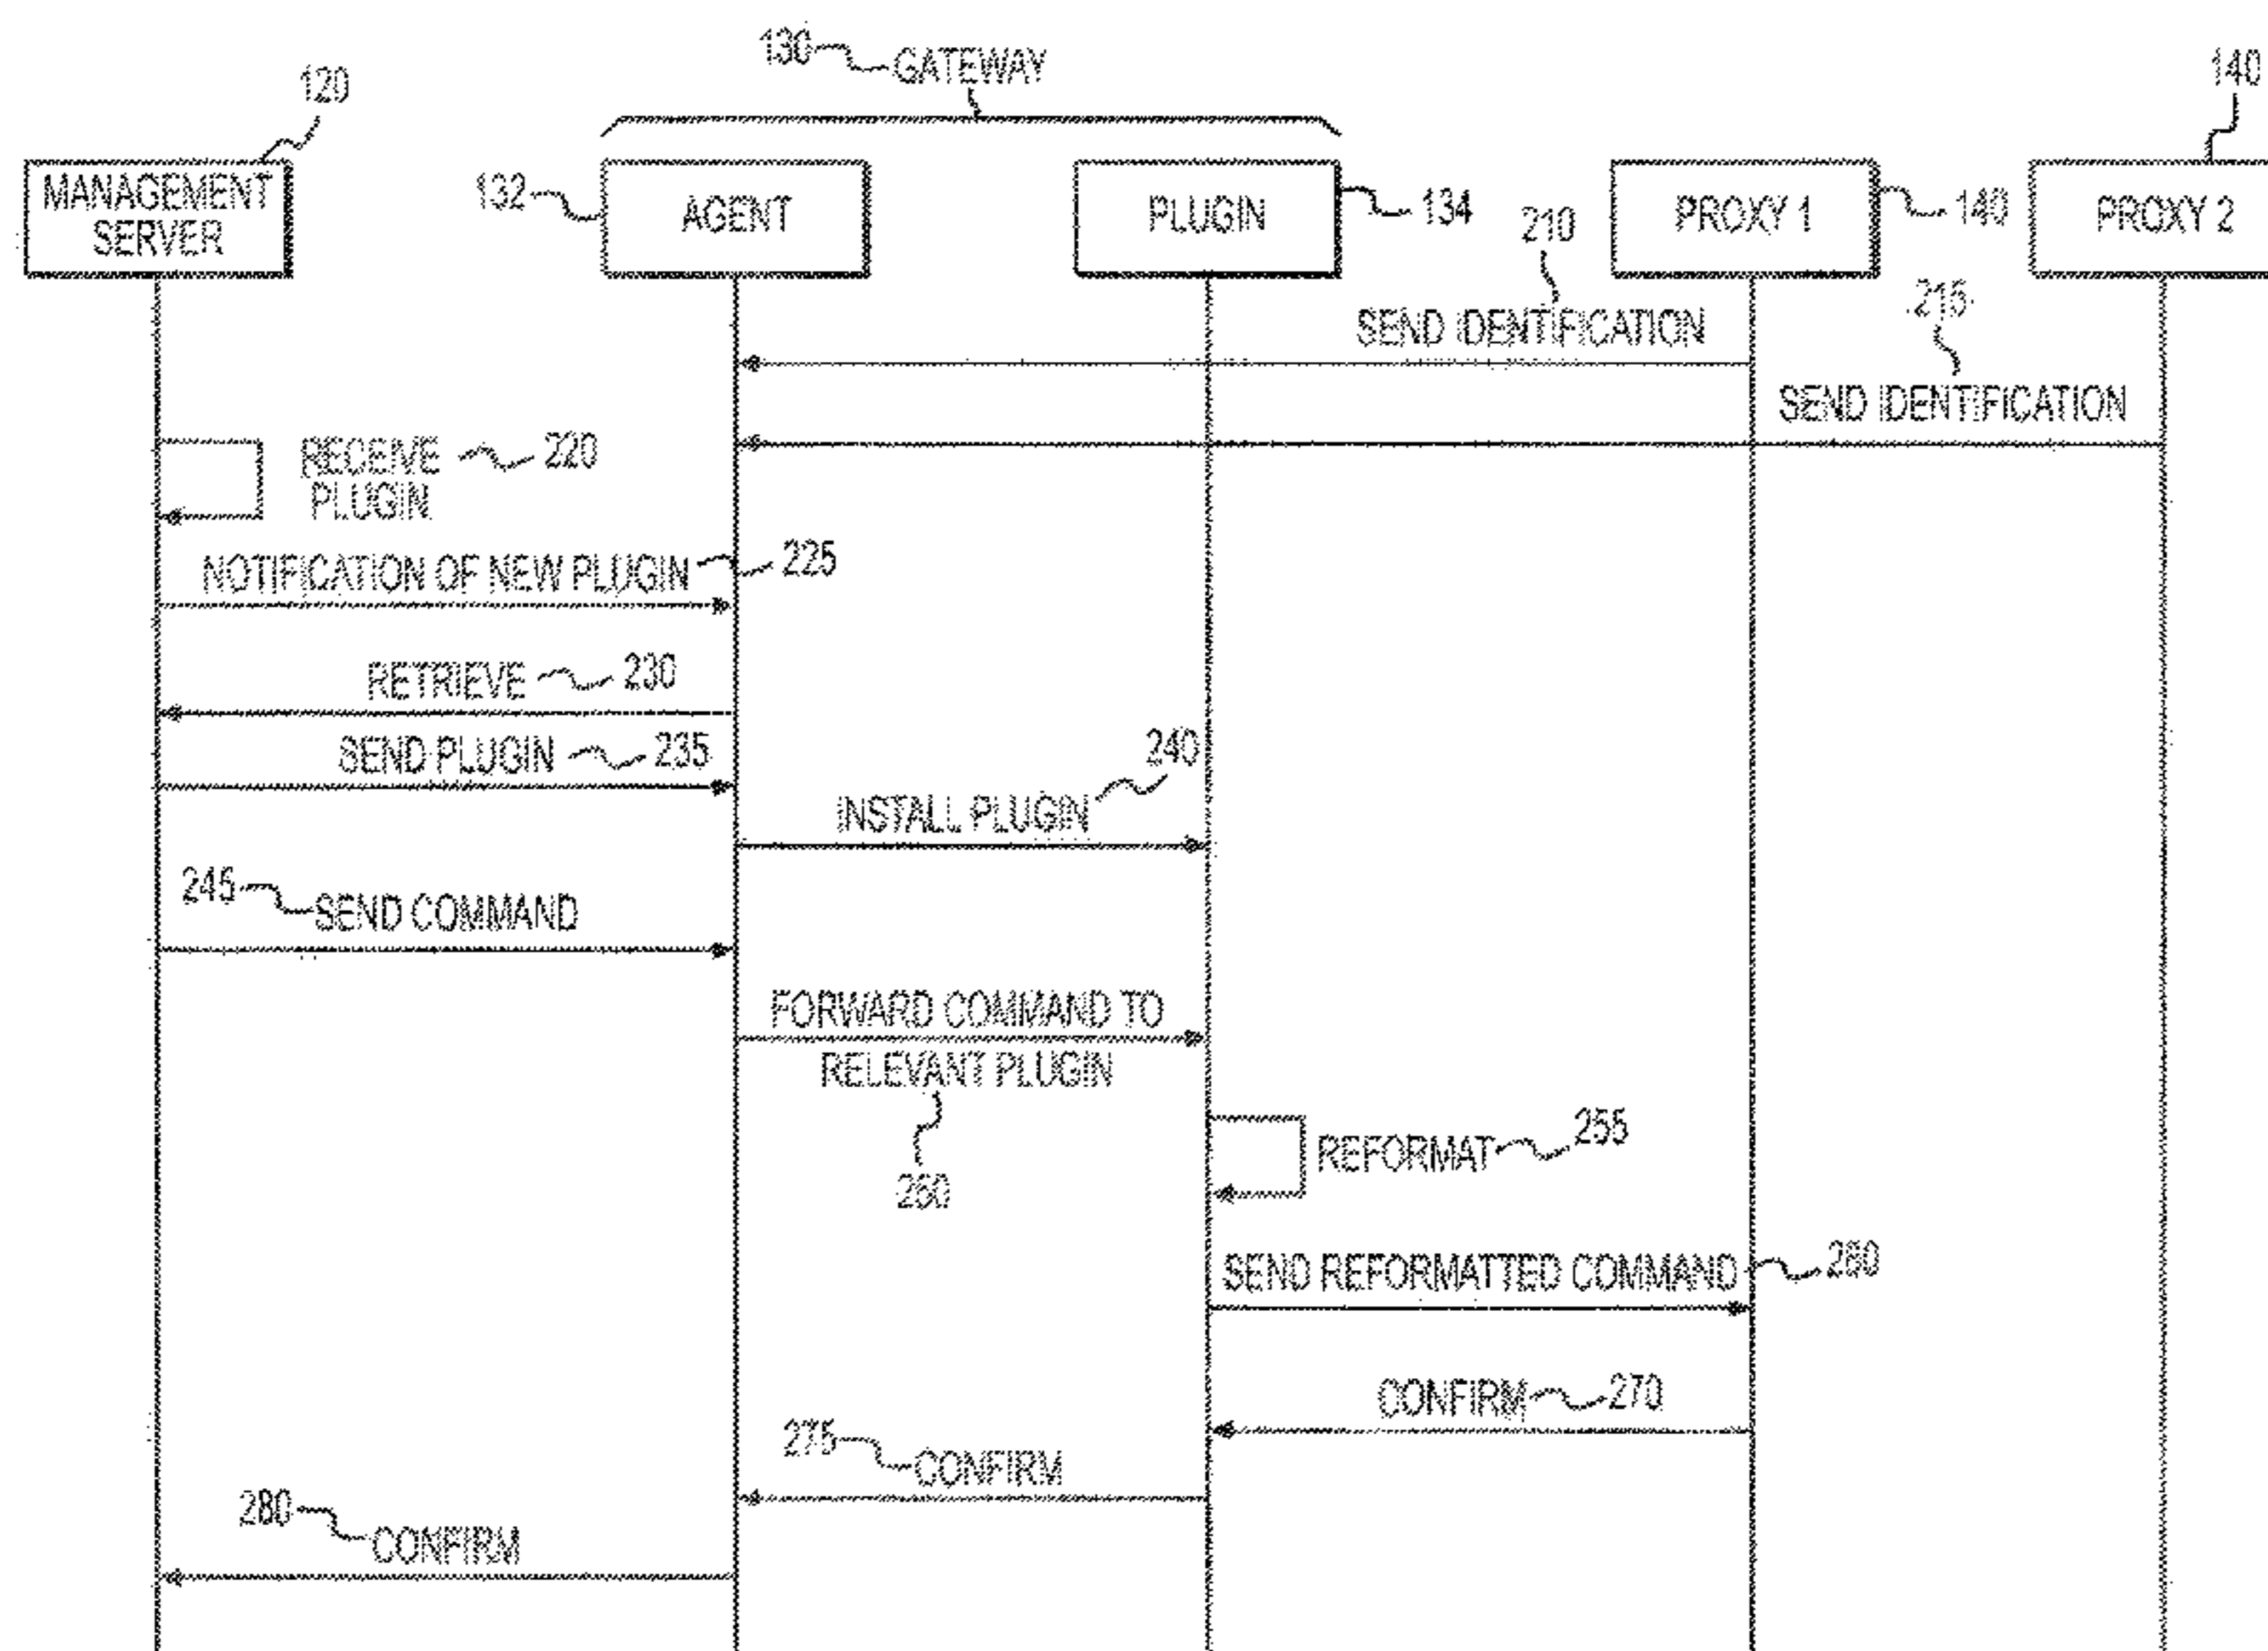 130 GATEWAY
120
140
MANAGEMENT
SERVER
132
AGENT
PLUGIN
134
PROXY 1
140
PROXY 2
210
SEND IDENTIFICATION
215
SEND IDENTIFICATION
RECEIVE 220
PLUGIN
NOTIFICATION OF NEW PLUGIN 225
RETRIEVE 230
SEND PLUGIN 235
240
INSTALL PLUGIN
245 SEND COMMAND
FORWARD COMMAND TO
RELEVANT PLUGIN
250
REFORMAT 255
SEND REFORMATTED COMMAND 260
CONFIRM 270
275 CONFIRM
280 CONFIRM